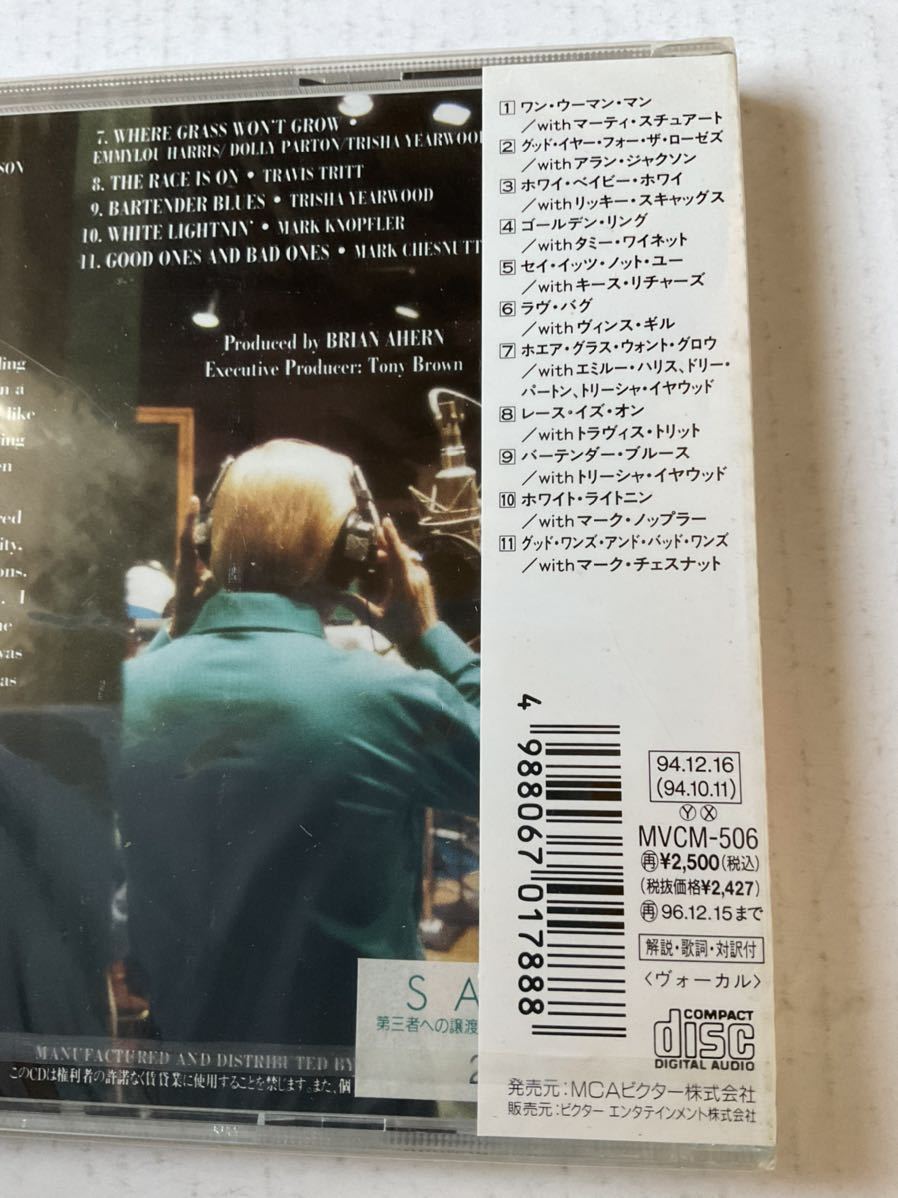 SON
7. WHERE GRASS WON'T GROW •
EMMYLOU HARRIS/ DOLLY PARTON/TRISHA YEARWOOD
8. THE RACE IS ON • TRAVIS TRITT
9. BARTENDER BLUES • TRISHA YEARWOOD
10. WHITE LIGHTNIN' • MARK KNOPFLER
11. GOOD ONES AND BAD ONES • MARK CHESNUTT
Produced by BRIAN AHERN
Executive Producer: Tony Brown
ling
n a
like
ing
en
red
ity.
ons.
. I
ne
was
as
S A
第三者への譲渡
2
MANUFACTURED AND DISTRIBUTED BY
このCDは権利者の許諾なく賃貸業に使用することを禁じます。また、個
1 ワン・ウーマン・マン
/withマーティ・スチュアート
2 グッド・イヤー・フォー・ザ・ローゼズ
/withアラン・ジャクソン
3 ホワイ・ベイビー・ホワイ
/withリッキー・スキャッグス
4 ゴールデン・リング
/withタミー・ワイネット
5 セイ・イッツ・ノット・ユー
/withキース・リチャーズ
6 ラヴ・バグ
/withヴィンス・ギル
7 ホエア・グラス・ウォント・グロウ
/withエミルー・ハリス、ドリー・
パートン、トリーシャ・イヤウッド
8 レース・イズ・オン
/withトラヴィス・トリット
9 バーテンダー・ブルース
/withトリーシャ・イヤウッド
10 ホワイト・ライトニン
/withマーク・ノップラー
11 グッド・ワンズ・アンド・バッド・ワンズ
/withマーク・チェスナット
4 988067 017888
94.12.16
(94.10.11)
Ⓨ Ⓧ
MVCM-506
再¥2,500(税込)
(税抜価格¥2,427)
再96.12.15まで
解説・歌詞・対訳付
〈ヴォーカル〉
COMPACT
disc
DIGITAL AUDIO
発売元:MCAビクター株式会社
販売元:ビクター エンタテインメント株式会社